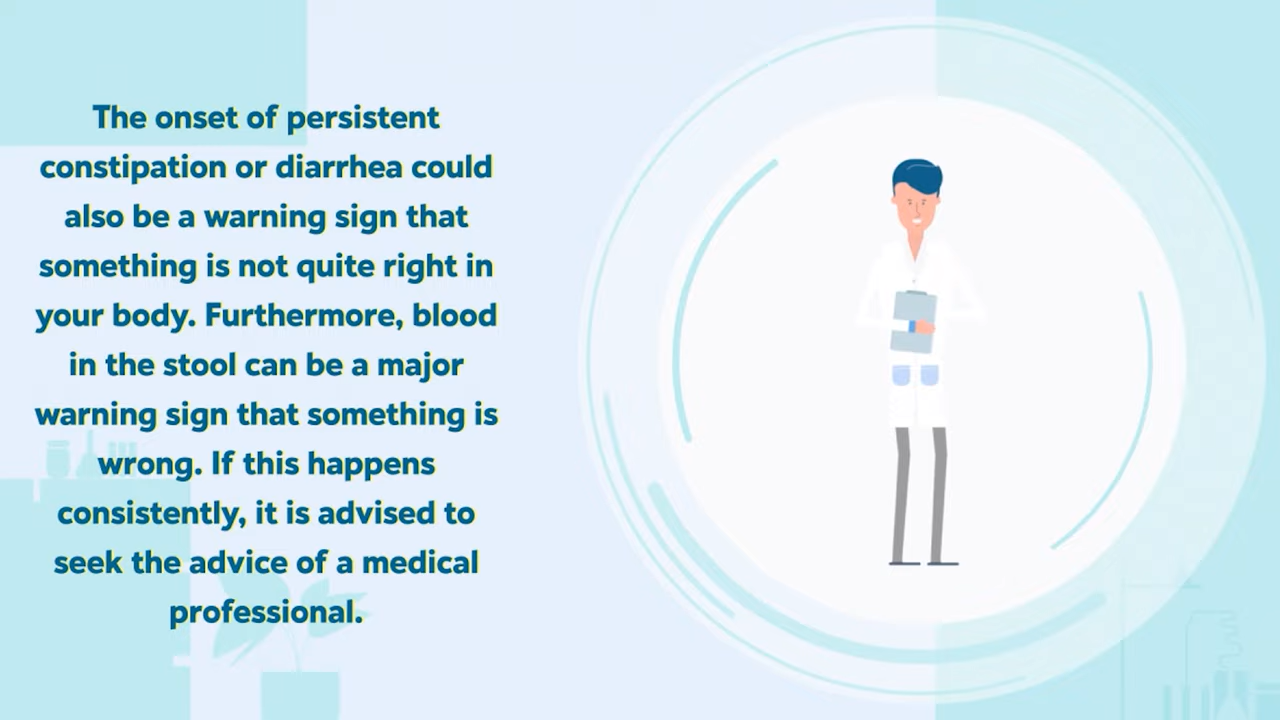 The onset of persistent
constipation or diarrhea could
also be a warning sign that
something is not quite right in
your body. Furthermore, blood
in the stool can be a major
warning sign that something is
wrong. If this happens
consistently, it is advised to
seek the advice of a medical
professional.